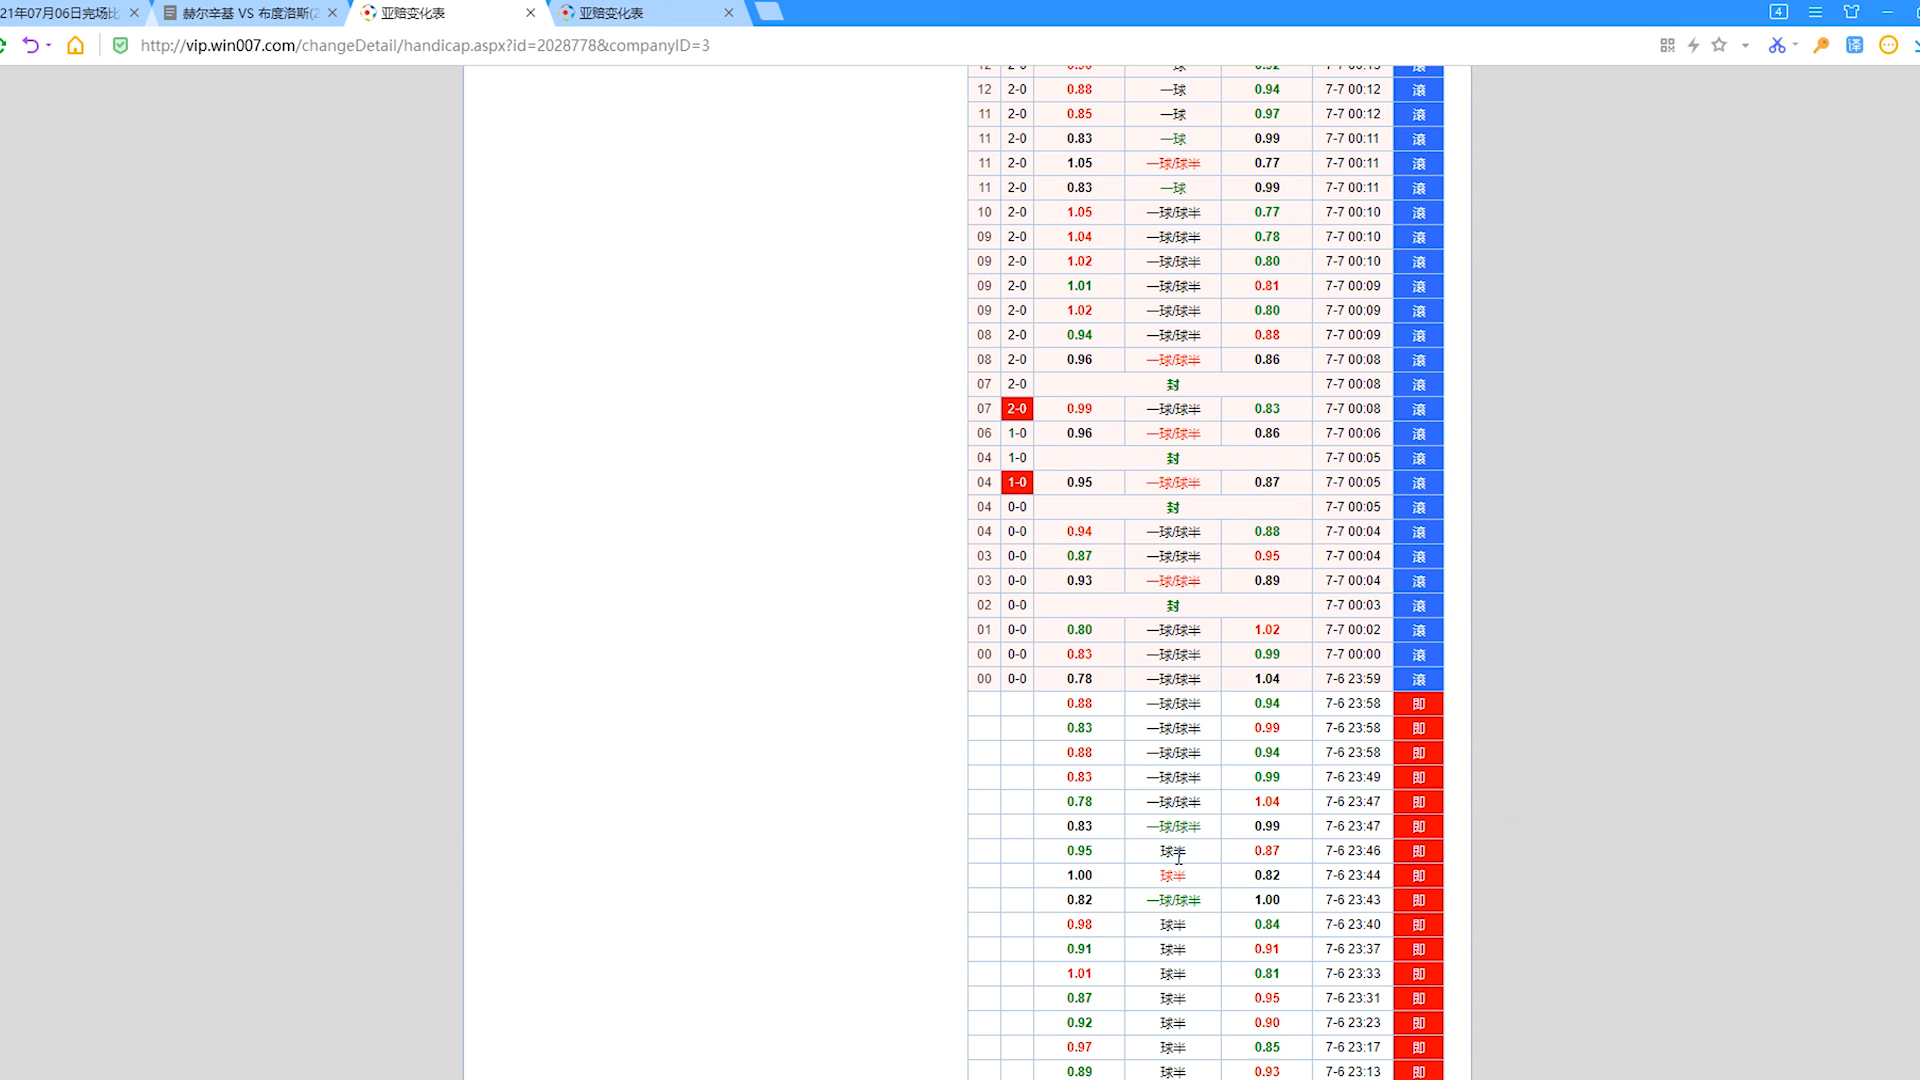 21年07月06日完场比
赫尔辛基 VS 布度洛斯(2
亚赔变化表
亚赔变化表
4
http://vip.win007.com/changeDetail/handicap.aspx?id=2028778&companyID=3
译
12 2-0 0.88 一球 0.94 7-7 00:12 滚
11 2-0 0.85 一球 0.97 7-7 00:12 滚
11 2-0 0.83 一球 0.99 7-7 00:11 滚
11 2-0 1.05 一球/球半 0.77 7-7 00:11 滚
11 2-0 0.83 一球 0.99 7-7 00:11 滚
10 2-0 1.05 一球/球半 0.77 7-7 00:10 滚
09 2-0 1.04 一球/球半 0.78 7-7 00:10 滚
09 2-0 1.02 一球/球半 0.80 7-7 00:10 滚
09 2-0 1.01 一球/球半 0.81 7-7 00:09 滚
09 2-0 1.02 一球/球半 0.80 7-7 00:09 滚
08 2-0 0.94 一球/球半 0.88 7-7 00:09 滚
08 2-0 0.96 一球/球半 0.86 7-7 00:08 滚
07 2-0 封 7-7 00:08 滚
07 2-0 0.99 一球/球半 0.83 7-7 00:08 滚
06 1-0 0.96 一球/球半 0.86 7-7 00:06 滚
04 1-0 封 7-7 00:05 滚
04 1-0 0.95 一球/球半 0.87 7-7 00:05 滚
04 0-0 封 7-7 00:05 滚
04 0-0 0.94 一球/球半 0.88 7-7 00:04 滚
03 0-0 0.87 一球/球半 0.95 7-7 00:04 滚
03 0-0 0.93 一球/球半 0.89 7-7 00:04 滚
02 0-0 封 7-7 00:03 滚
01 0-0 0.80 一球/球半 1.02 7-7 00:02 滚
00 0-0 0.83 一球/球半 0.99 7-7 00:00 滚
00 0-0 0.78 一球/球半 1.04 7-6 23:59 滚
0.88 一球/球半 0.94 7-6 23:58 即
0.83 一球/球半 0.99 7-6 23:58 即
0.88 一球/球半 0.94 7-6 23:58 即
0.83 一球/球半 0.99 7-6 23:49 即
0.78 一球/球半 1.04 7-6 23:47 即
0.83 一球/球半 0.99 7-6 23:47 即
0.95 球半 0.87 7-6 23:46 即
1.00 球半 0.82 7-6 23:44 即
0.82 一球/球半 1.00 7-6 23:43 即
0.98 球半 0.84 7-6 23:40 即
0.91 球半 0.91 7-6 23:37 即
1.01 球半 0.81 7-6 23:33 即
0.87 球半 0.95 7-6 23:31 即
0.92 球半 0.90 7-6 23:23 即
0.97 球半 0.85 7-6 23:17 即
0.89 球半 0.93 7-6 23:13 即